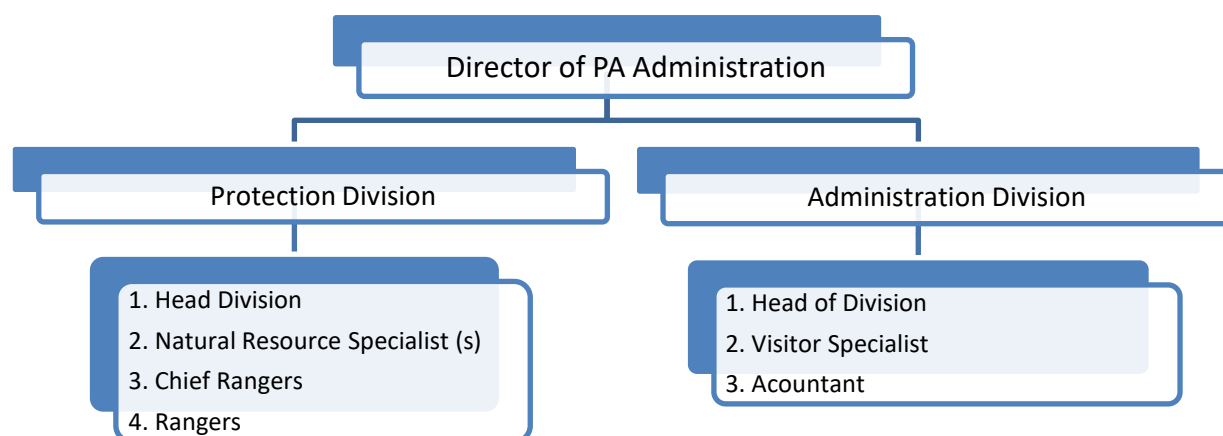 Director of PA Administration
Protection Division
Administration Division
1. Head Division
2. Natural Resource Specialist (s)
3. Chief Rangers
4. Rangers
1. Head of Division
2. Visitor Specialist
3. Acountant